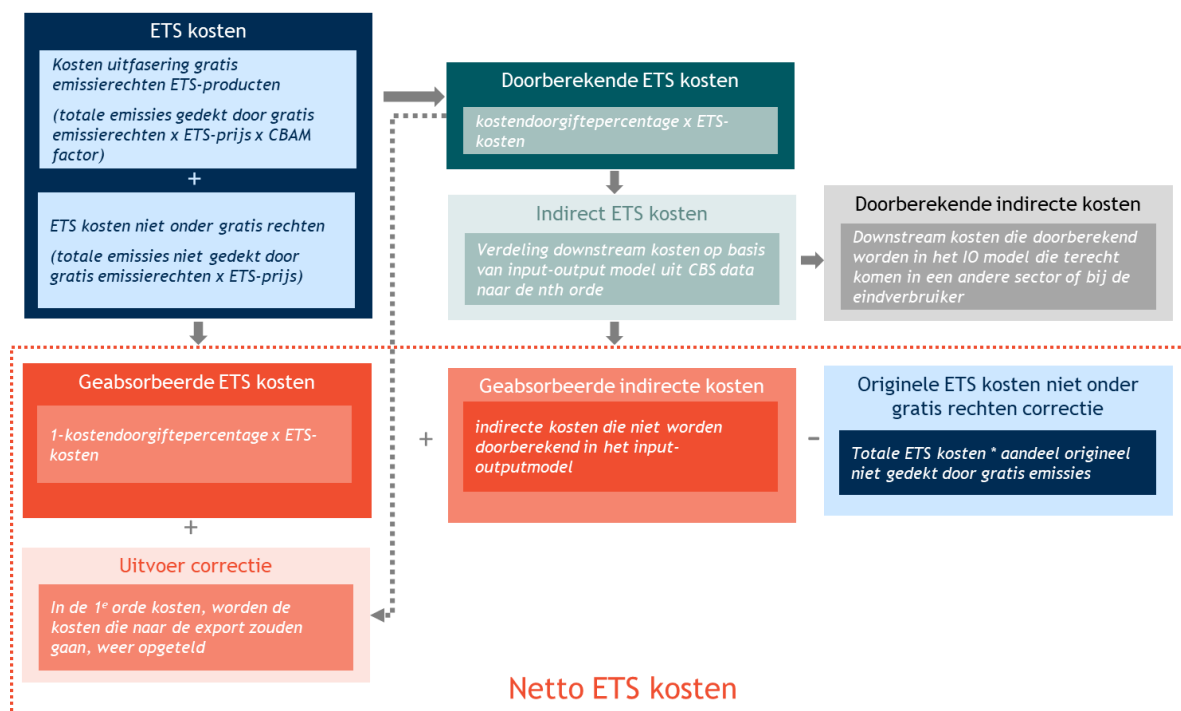 ETS kosten
Kosten uitfasering gratis
emissierechten ETS-producten
(totale emissies gedekt door gratis
emissierechten x ETS-prijs x CBAM
factor)
+
ETS kosten niet onder gratis rechten
(totale emissies niet gedekt door
gratis emissierechten x ETS-prijs)
Doorberekende ETS kosten
kostendoorgiftepercentage x ETS-
kosten
Indirect ETS kosten
Verdeling downstream kosten op basis
van input-output model uit CBS data
naar de nth orde
Doorberekende indirecte kosten
Downstream kosten die doorberekend
worden in het IO model die terecht
komen in een andere sector of bij de
eindverbruiker
Geabsorbeerde ETS kosten
1-kostendoorgiftepercentage x ETS-
kosten
+
Geabsorbeerde indirecte kosten
indirecte kosten die niet worden
doorberekend in het input-
outputmodel
-
Originele ETS kosten niet onder
gratis rechten correctie
Totale ETS kosten * aandeel origineel
niet gedekt door gratis emissies
+
Uitvoer correctie
In de 1e orde kosten, worden de
kosten die naar de export zouden
gaan, weer opgeteld
Netto ETS kosten